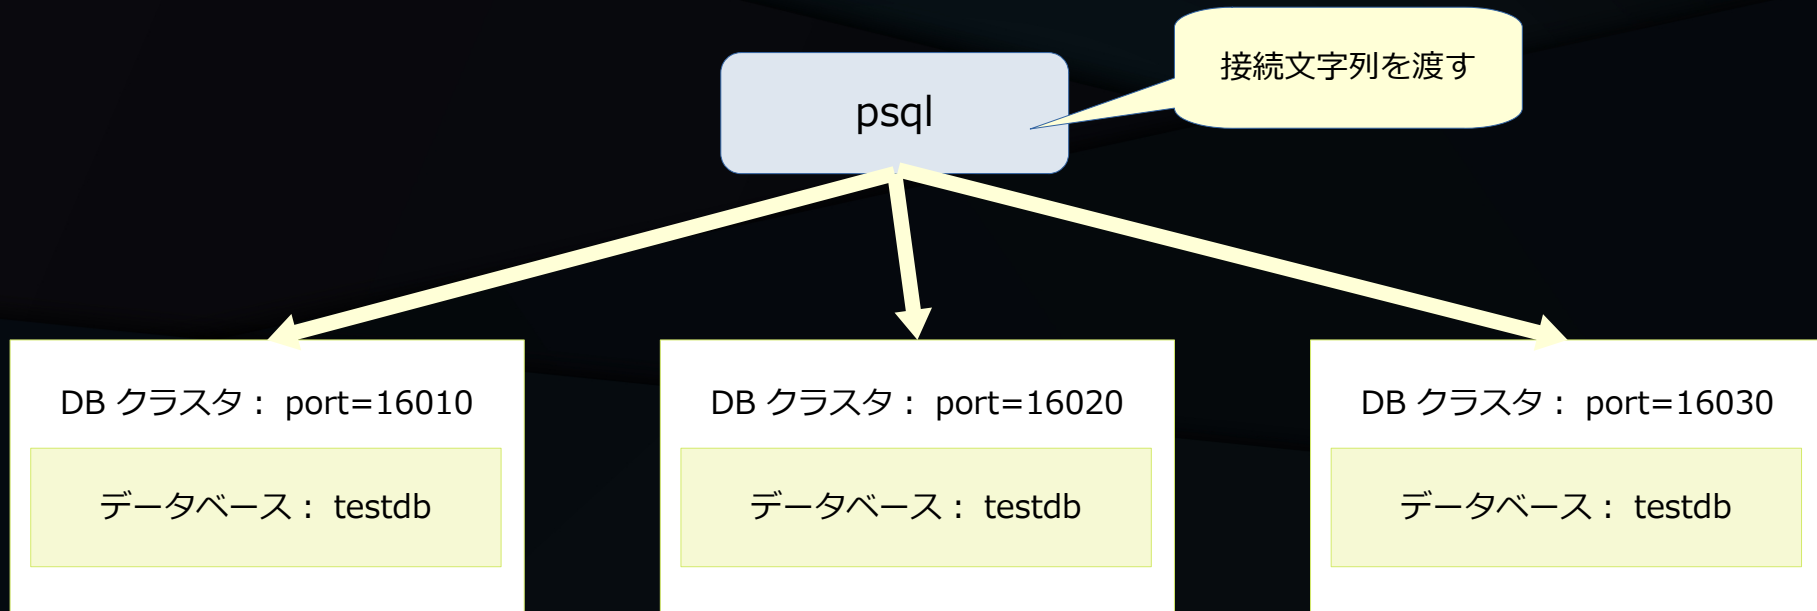 接続文字列を渡す
psql
DB クラスタ： port=16010
DB クラスタ： port=16020
DB クラスタ： port=16030
データベース： testdb
データベース： testdb
データベース： testdb